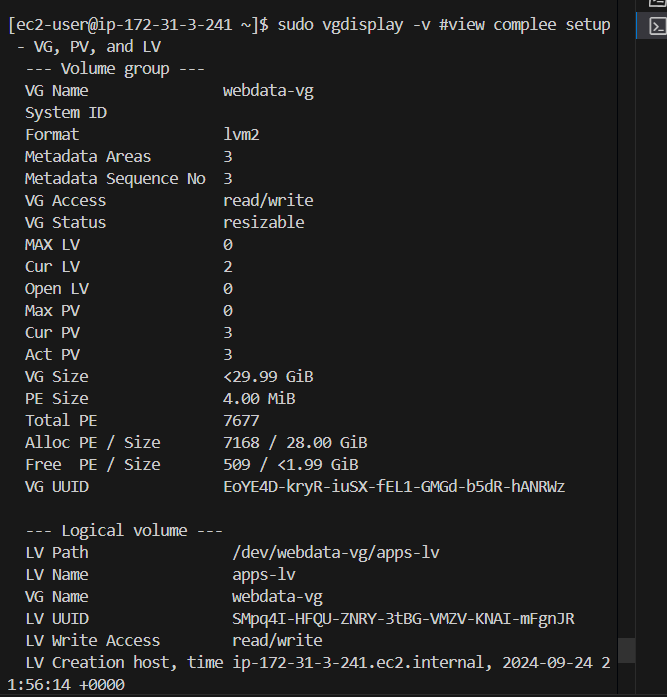 [ec2-user@ip-172-31-3-241 ~]$ sudo vgdisplay -v #view complee setup
 - VG, PV, and LV
  --- Volume group ---
  VG Name               webdata-vg
  System ID
  Format                lvm2
  Metadata Areas        3
  Metadata Sequence No  3
  VG Access             read/write
  VG Status             resizable
  MAX LV                0
  Cur LV                2
  Open LV               0
  Max PV                0
  Cur PV                3
  Act PV                3
  VG Size               <29.99 GiB
  PE Size               4.00 MiB
  Total PE              7677
  Alloc PE / Size       7168 / 28.00 GiB
  Free  PE / Size       509 / <1.99 GiB
  VG UUID               EoYE4D-kryR-iuSX-fEL1-GMGd-b5dR-hANRWz

  --- Logical volume ---
  LV Path                /dev/webdata-vg/apps-lv
  LV Name                apps-lv
  VG Name                webdata-vg
  LV UUID                SMpq4I-HFQU-ZNRY-3tBG-VMZV-KNAI-mFgnJR
  LV Write Access        read/write
  LV Creation host, time ip-172-31-3-241.ec2.internal, 2024-09-24 2
1:56:14 +0000